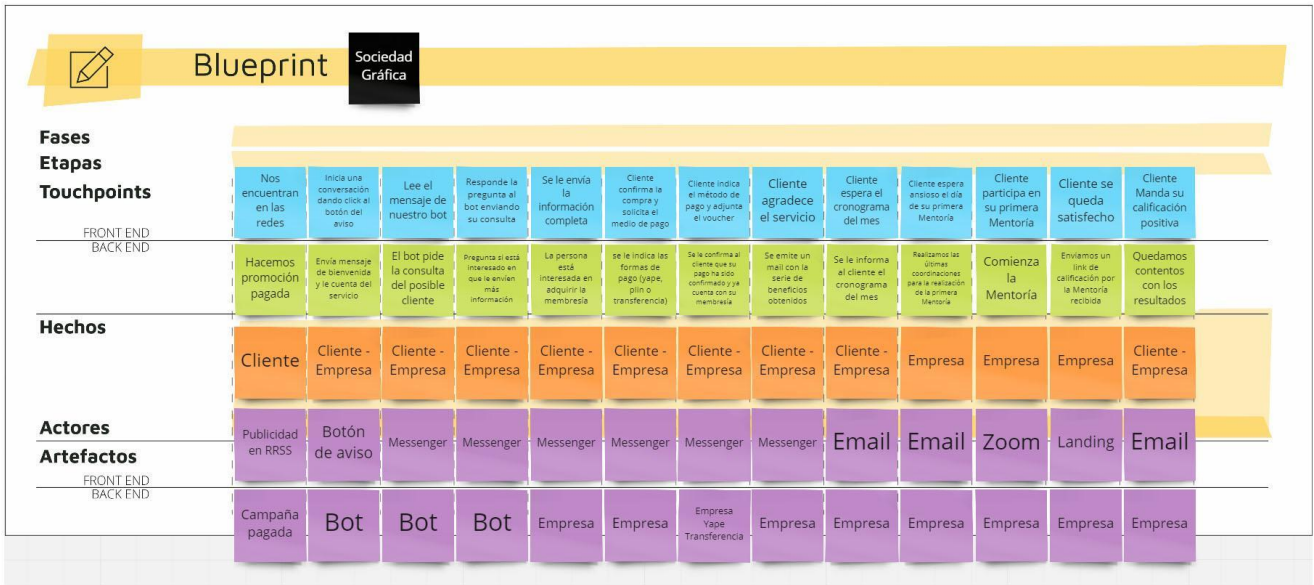 Blueprint
Sociedad
Gráfica
Fases
Etapas
Touchpoints
Nos
encuentran
en las
redes
Inicia una
conversación
dando click al
botón del
aviso
Lee el
mensaje de
nuestro bot
Responde la
pregunta al
bot enviando
su consulta
Se le envía
la
información
completa
Cliente
confirma la
compra y
solicita el
medio de pago
Cliente indica
el método de
pago y adjunta
el voucher
Cliente
agradece
el servicio
Cliente
espera el
cronograma
del mes
Cliente espera
ansioso el día
de su primera
Mentoría
Cliente
participa en
su primera
Mentoría
Cliente se
queda
satisfecho
Cliente
Manda su
calificación
positiva
FRONT END
BACK END
Hacemos
promoción
pagada
Envía mensaje
de bienvenida
y le cuenta del
servicio
El bot pide
la consulta
del posible
cliente
Pregunta si está
interesado en
que le envíen
más
información
La persona
está
interesada en
adquirir la
membresía
se le indica las
formas de
pago (yape,
plin o
transferencia)
Se le confirma al
cliente que su
pago ha sido
confirmado y ya
cuenta con su
membresía
Se emite un
mail con la
serie de
beneficios
obtenidos
Se le informa
al cliente el
cronograma
del mes
Realizamos las
últimas
coordinaciones
para la realización
de la primera
Mentoría
Comienza
la
Mentoría
Enviamos un
link de
calificación por
la Mentoría
recibida
Quedamos
contentos
con los
resultados
Hechos
Cliente
Cliente -
Empresa
Cliente -
Empresa
Cliente -
Empresa
Cliente -
Empresa
Cliente -
Empresa
Cliente -
Empresa
Cliente -
Empresa
Cliente -
Empresa
Empresa
Empresa
Empresa
Cliente -
Empresa
Actores
Artefactos
Publicidad
en RRSS
Botón
de aviso
Messenger
Messenger
Messenger
Messenger
Messenger
Messenger
Email
Email
Zoom
Landing
Email
FRONT END
BACK END
Campaña
pagada
Bot
Bot
Bot
Empresa
Empresa
Empresa
Yape
Transferencia
Empresa
Empresa
Empresa
Empresa
Empresa
Empresa